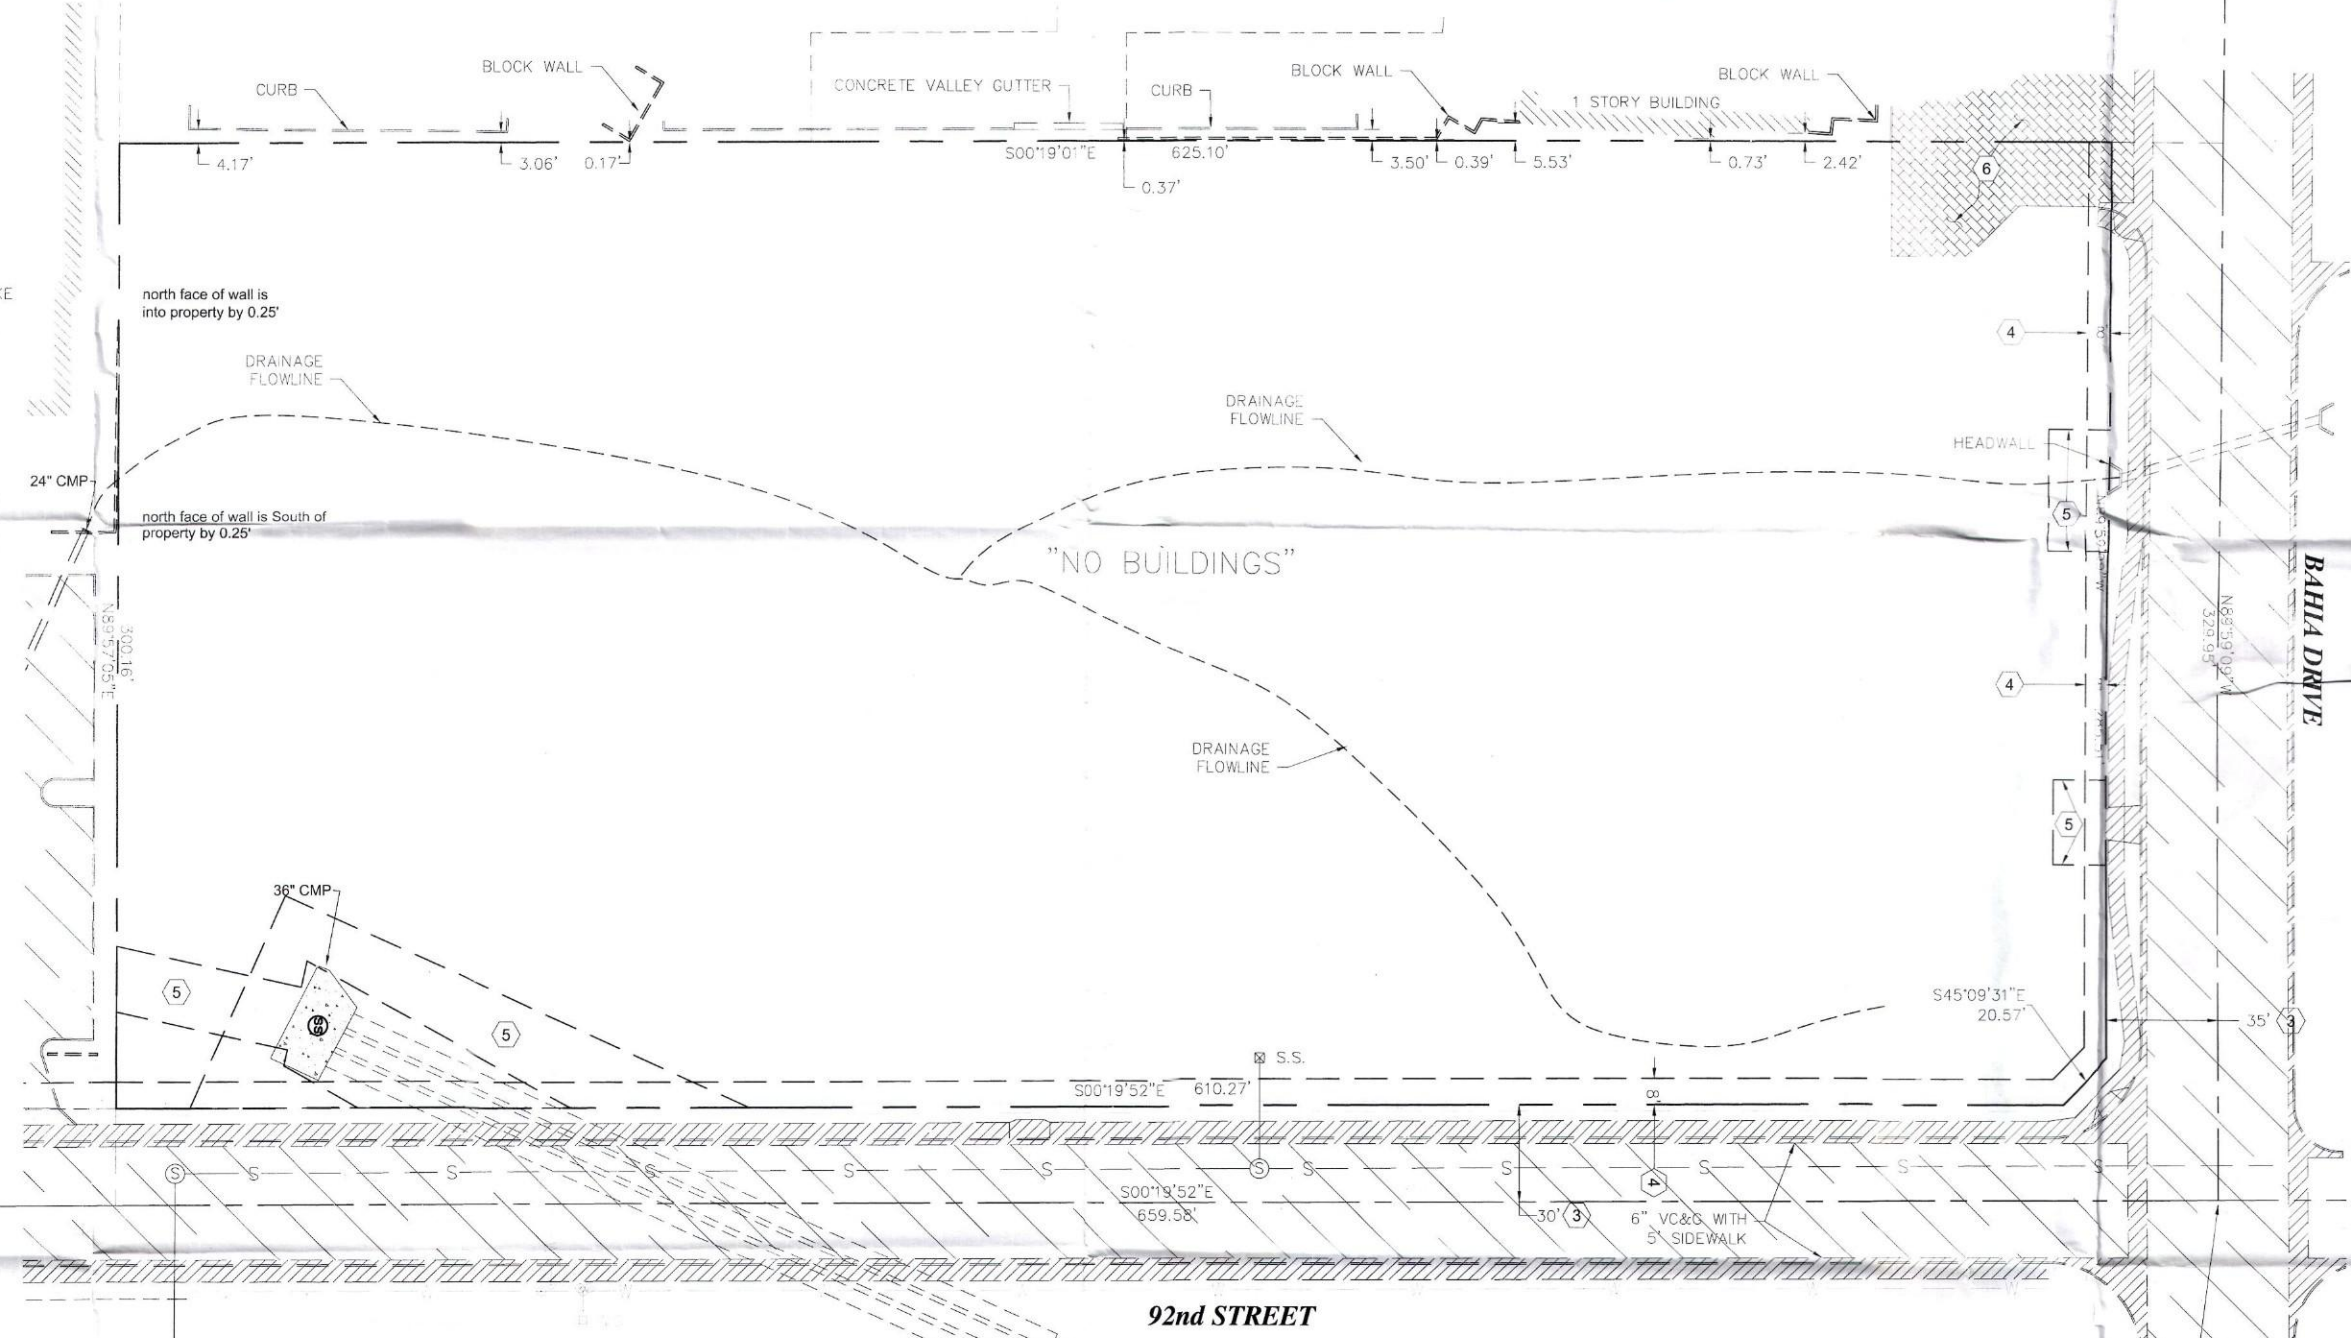 BLOCK WALL
CURB
CONCRETE VALLEY GUTTER
CURB
BLOCK WALL
1 STORY BUILDING
BLOCK WALL
4.17'
3.06'
0.17'
S00°19'01"E
625.10'
0.37'
3.50'
0.39'
5.53'
0.73'
2.42'
6
north face of wall is
into property by 0.25'
4
8'
DRAINAGE
FLOWLINE
DRAINAGE
FLOWLINE
HEADWALL
24" CMP
north face of wall is South of
property by 0.25'
5
"NO BUILDINGS"
300.16'
N89°57'05"E
4
N89°59'09"W
329.95'
BAHIA DRIVE
DRAINAGE
FLOWLINE
5
36" CMP
5
SS
5
S45°09'31"E
20.57'
35'
3
S.S.
S00°19'52"E
610.27'
8'
S
S
S
S
S
S
S
S
S
S
S
S
S00°19'52"E
659.58'
4
30'
3
6" VC&G WITH
5' SIDEWALK
92nd STREET